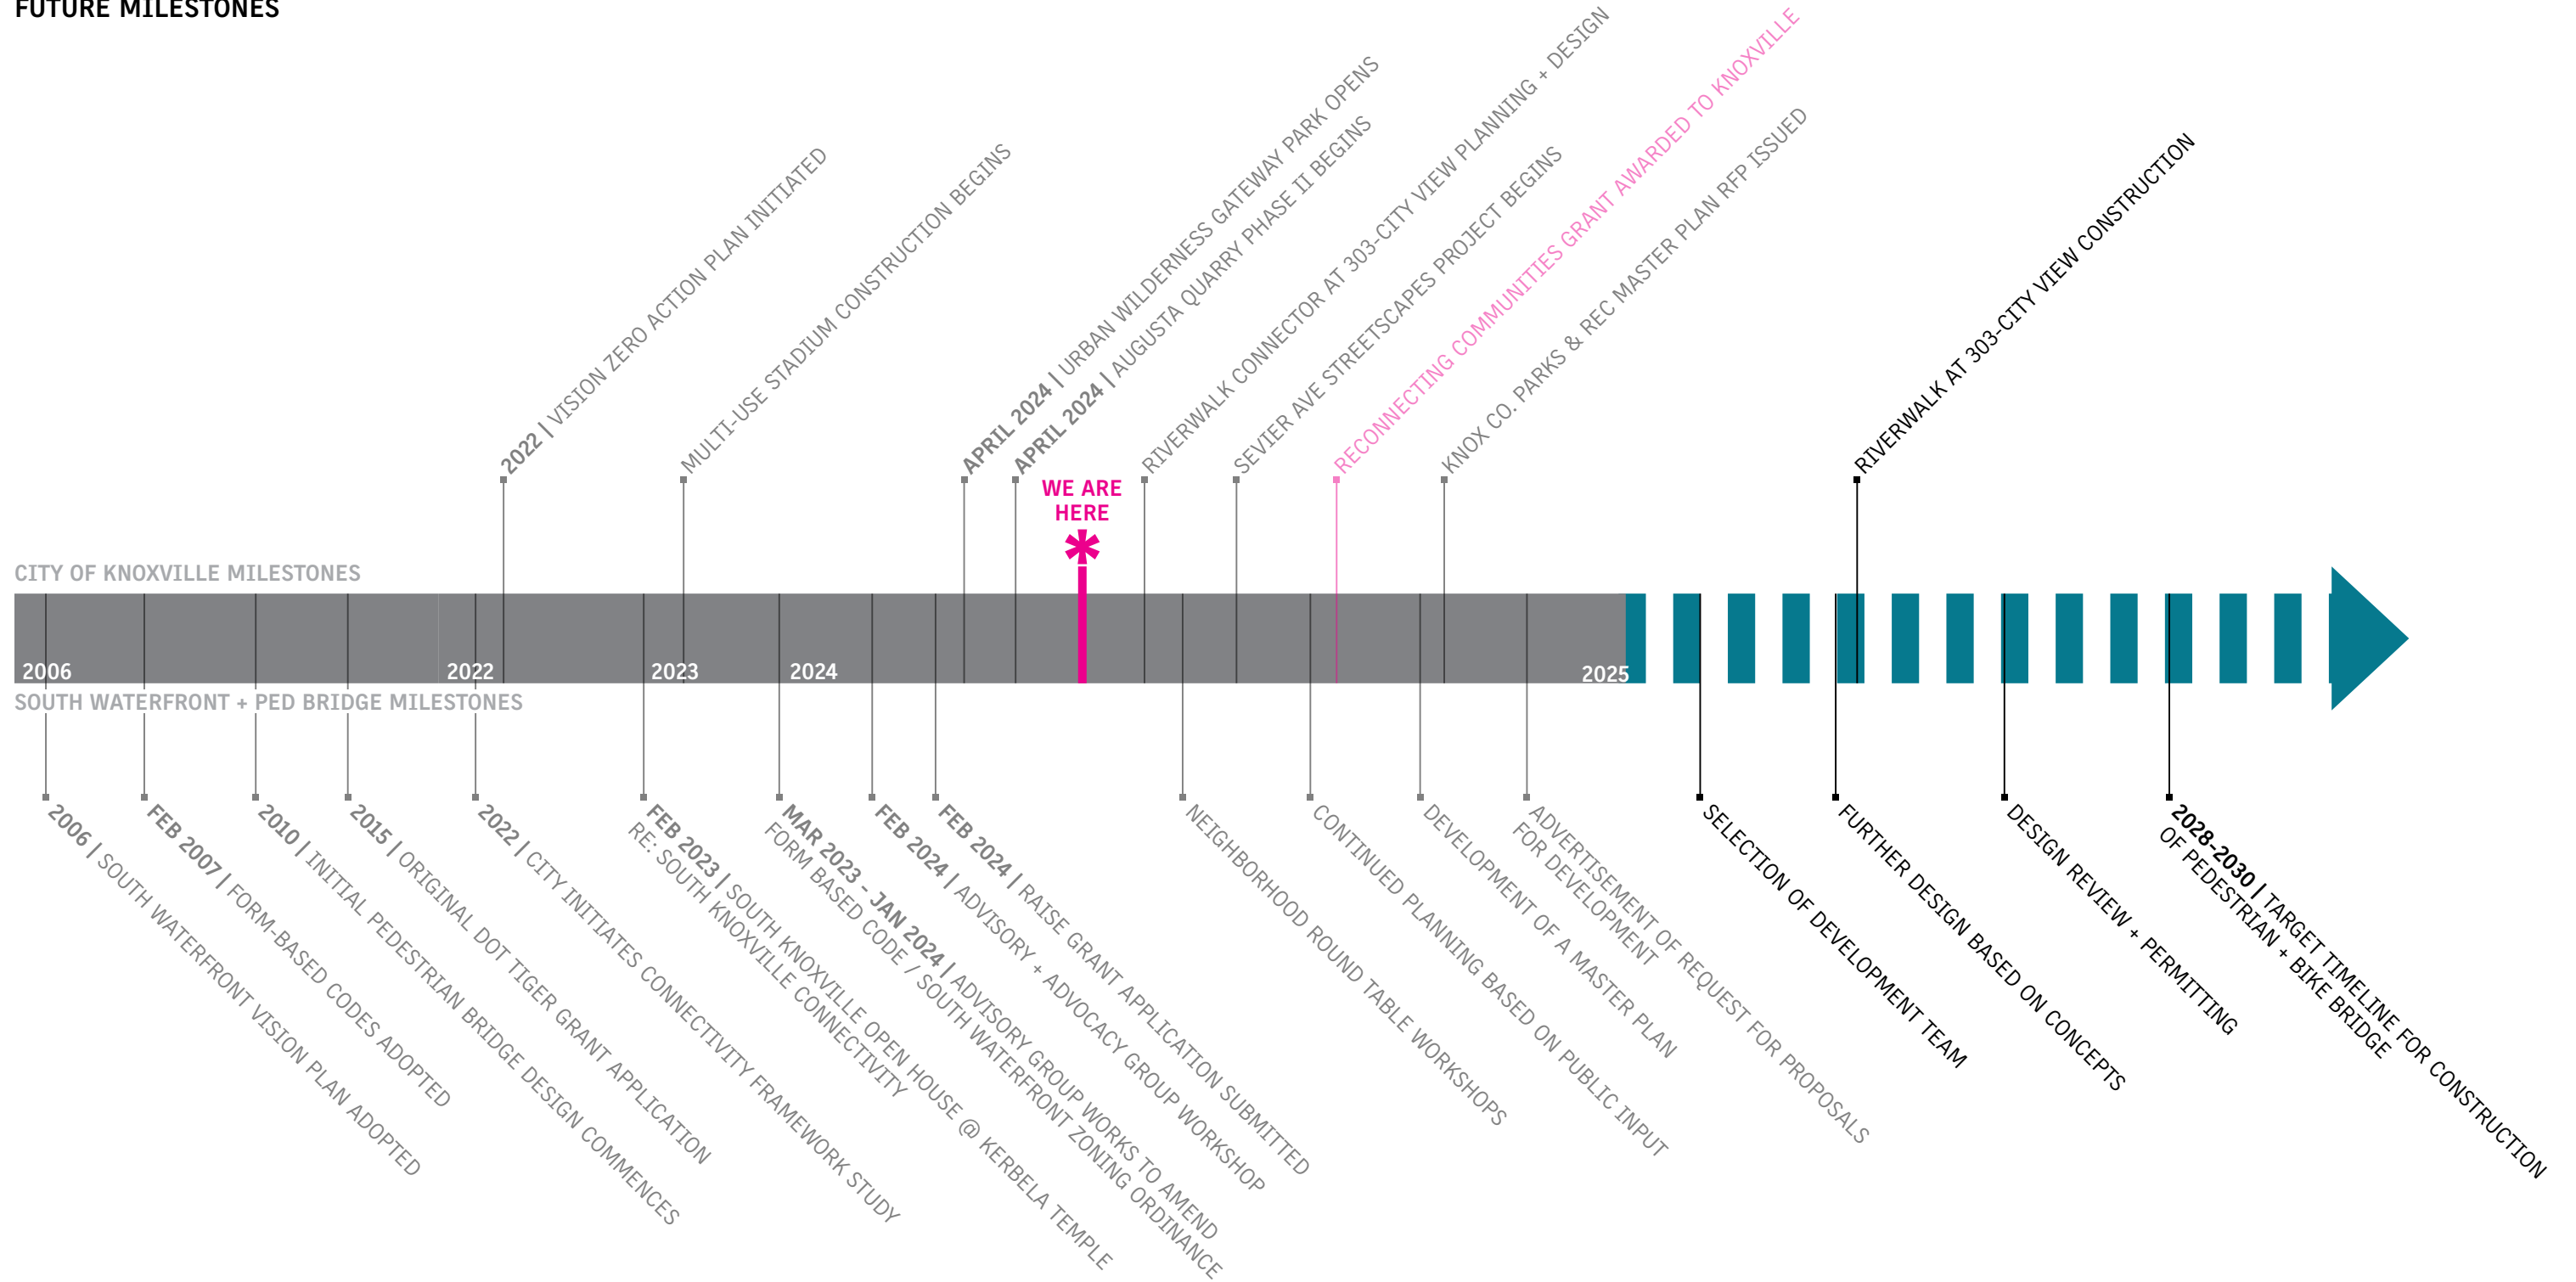 FUTURE MILESTONES
2022 | VISION ZERO ACTION PLAN INITIATED
MULTI-USE STADIUM CONSTRUCTION BEGINS
APRIL 2024 | URBAN WILDERNESS GATEWAY PARK OPENS
APRIL 2024 | AUGUSTA QUARRY PHASE II BEGINS
RIVERWALK CONNECTOR AT 303-CITY VIEW PLANNING + DESIGN
SEVIER AVE STREETSCAPES PROJECT BEGINS
RECONNECTING COMMUNITIES GRANT AWARDED TO KNOXVILLE
KNOX CO. PARKS & REC MASTER PLAN RFP ISSUED
RIVERWALK AT 303-CITY VIEW CONSTRUCTION
WE ARE
HERE
*
CITY OF KNOXVILLE MILESTONES
2006
2022
2023
2024
2025
SOUTH WATERFRONT + PED BRIDGE MILESTONES
2006 | SOUTH WATERFRONT VISION PLAN ADOPTED
FEB 2007 | FORM-BASED CODES ADOPTED
2010 | INITIAL PEDESTRIAN BRIDGE DESIGN COMMENCES
2015 | ORIGINAL DOT TIGER GRANT APPLICATION
2022 | CITY INITIATES CONNECTIVITY FRAMEWORK STUDY
FEB 2023 | SOUTH KNOXVILLE OPEN HOUSE @ KERBELA TEMPLE
RE: SOUTH KNOXVILLE CONNECTIVITY
MAR 2023 - JAN 2024 | ADVISORY GROUP WORKS TO AMEND
FORM BASED CODE / SOUTH WATERFRONT ZONING ORDINANCE
FEB 2024 | ADVISORY + ADVOCACY GROUP WORKSHOP
FEB 2024 | RAISE GRANT APPLICATION SUBMITTED
NEIGHBORHOOD ROUND TABLE WORKSHOPS
CONTINUED PLANNING BASED ON PUBLIC INPUT
DEVELOPMENT OF A MASTER PLAN
ADVERTISEMENT OF REQUEST FOR PROPOSALS
FOR DEVELOPMENT
SELECTION OF DEVELOPMENT TEAM
FURTHER DESIGN BASED ON CONCEPTS
DESIGN REVIEW + PERMITTING
2028-2030 | TARGET TIMELINE FOR CONSTRUCTION
OF PEDESTRIAN + BIKE BRIDGE